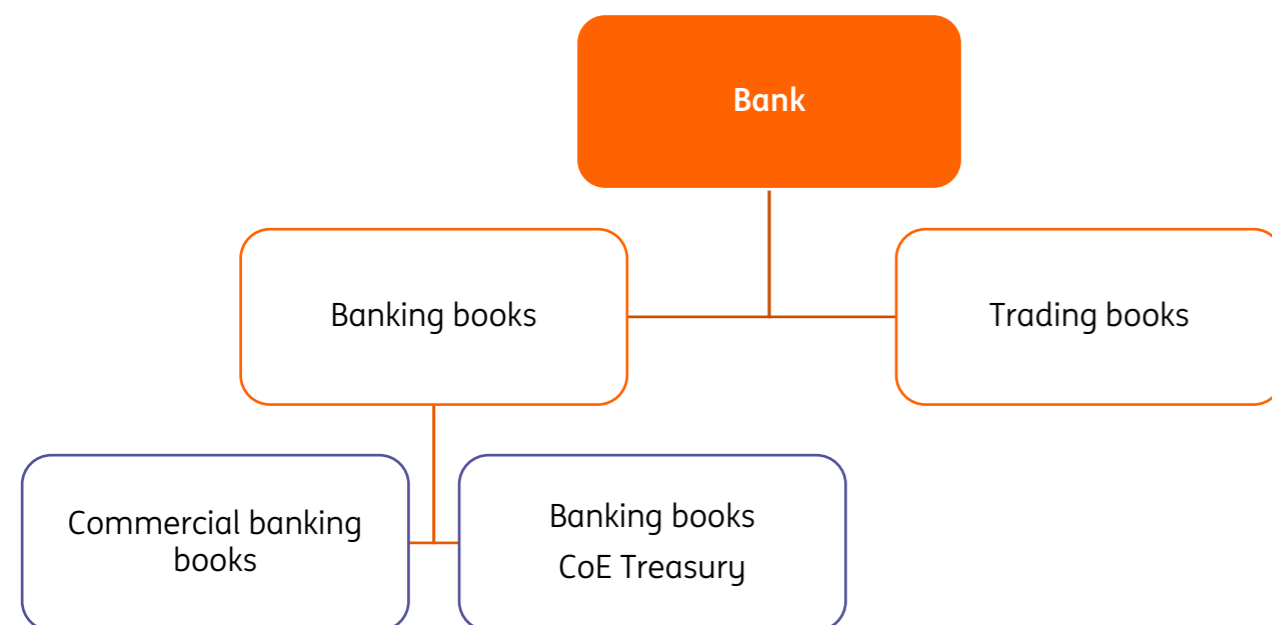 Bank
Banking books
Trading books
Commercial banking
books
Banking books
CoE Treasury